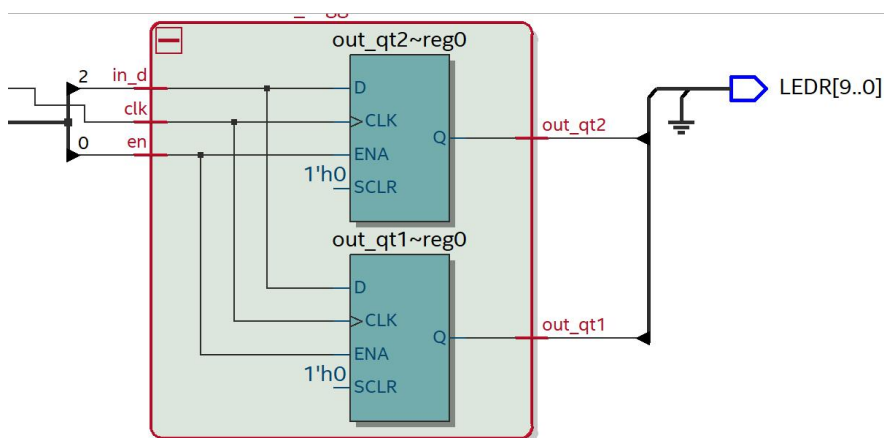 out_qt2~reg0
2
in_d
D
clk
CLK
LEDR[9..0]
0
en
ENA
Q
out_qt2
1'h0
SCLR
out_qt1~reg0
D
CLK
Q
out_qt1
ENA
1'h0
SCLR